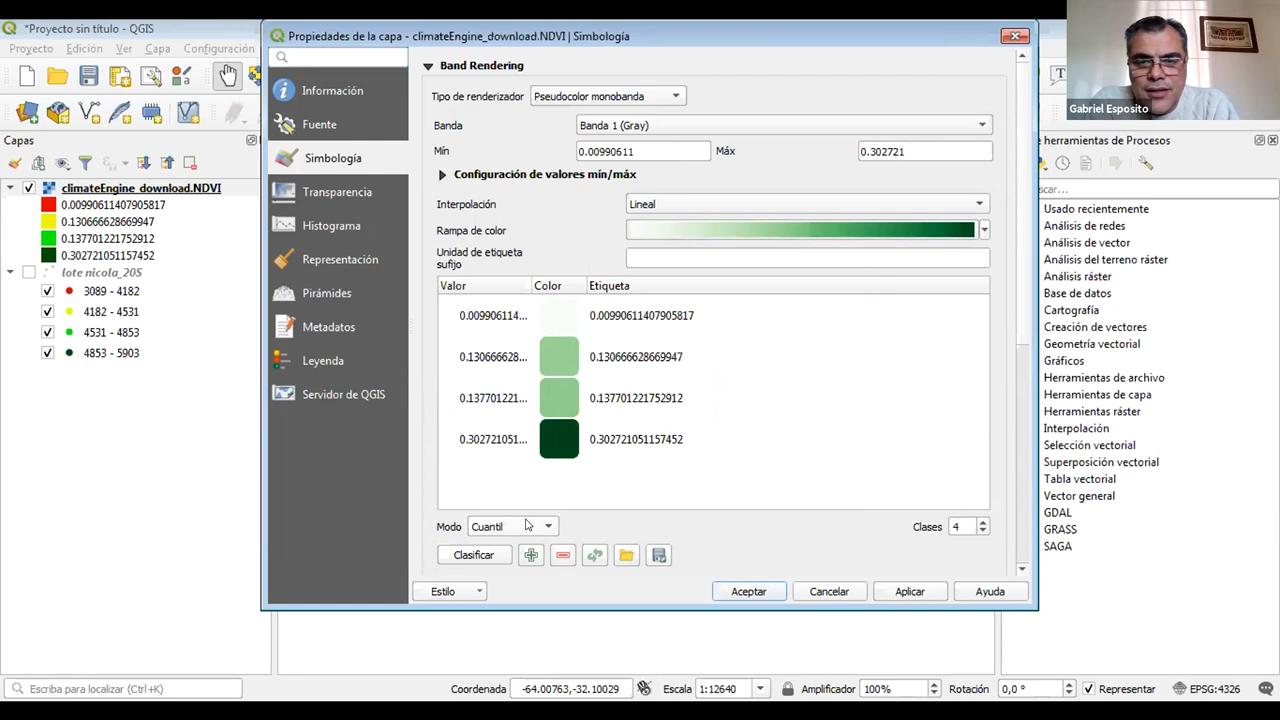 *Proyecto sin título - QGIS
Proyecto Edición Ver Capa Configuración
Propiedades de la capa - climateEngine_download.NDVI | Simbología
Gabriel Esposito
Capas
climateEngine_download.NDVI
0.00990611407905817
0.130666628669947
0.137701221752912
0.302721051157452
lote nicola_20S
3089 - 4182
4182 - 4531
4531 - 4853
4853 - 5903
Información
Fuente
Simbología
Transparencia
Histograma
Representación
Pirámides
Metadatos
Leyenda
Servidor de QGIS
Band Rendering
Tipo de renderizador Pseudocolor monobanda
Banda Banda 1 (Gray)
Mín 0.00990611 Máx 0.302721
Configuración de valores mín/máx
Interpolación Lineal
Rampa de color
Unidad de etiqueta
sufijo
Valor Color Etiqueta
0.009906114... 0.00990611407905817
0.130666628... 0.130666628669947
0.137701221... 0.137701221752912
0.302721051... 0.302721051157452
Modo Cuantil Clases 4
Clasificar
Estilo Aceptar Cancelar Aplicar Ayuda
e herramientas de Procesos
scar...
Usado recientemente
Análisis de redes
Análisis de vector
Análisis del terreno ráster
Análisis ráster
Base de datos
Cartografía
Creación de vectores
Geometría vectorial
Gráficos
Herramientas de archivo
Herramientas de capa
Herramientas ráster
Interpolación
Selección vectorial
Superposición vectorial
Tabla vectorial
Vector general
GDAL
GRASS
SAGA
Escriba para localizar (Ctrl+K) Coordenada -64.00763,-32.10029 Escala 1:12640 Amplificador 100% Rotación 0,0 ° Representar EPSG:4326